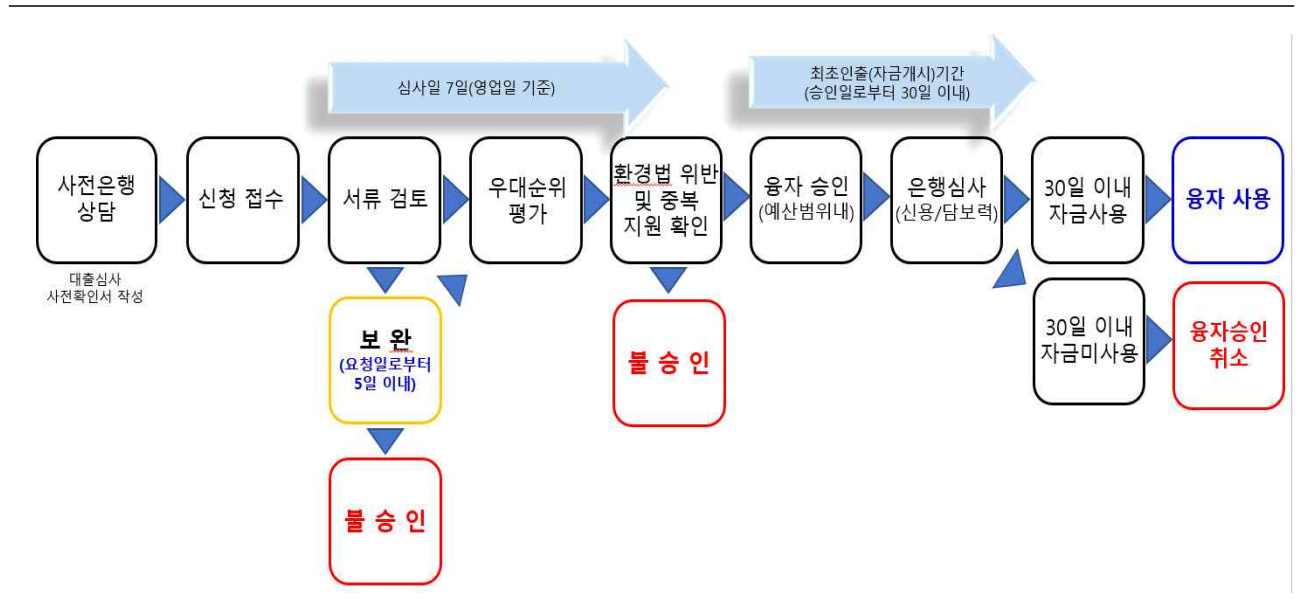 심사일 7일(영업일 기준)
최초인출(자금개시)기간
(승인일로부터 30일 이내)
사전은행
상담
대출심사
사전확인서 작성
신청 접수
서류 검토
우대순위
평가
환경법 위반
및 중복
지원 확인
융자 승인
(예산범위내)
은행심사
(신용/담보력)
30일 이내
자금사용
융자 사용
보 완
(요청일로부터
5일 이내)
불 승 인
불 승 인
30일 이내
자금미사용
융자승인
취소